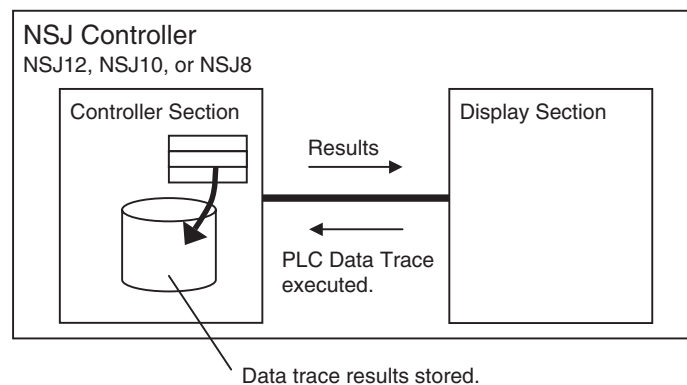 NSJ Controller
NSJ12, NSJ10, or NSJ8
Controller Section
Display Section
Results
PLC Data Trace
executed.
Data trace results stored.